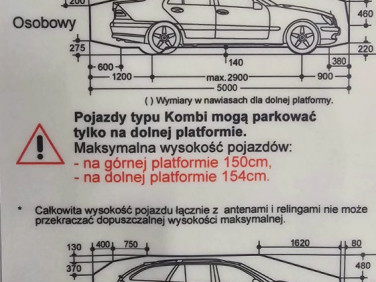 200
460
Osobowy
275
140
380
220
600
1200
max.2900
900
5000
( ) Wymiary w nawiasach dla dolnej platformy.
Pojazdy typu Kombi mogą parkować
tylko na dolnej platformie.
Maksymalna wysokość pojazdów:
- na górnej platformie 150cm,
- na dolnej platformie 154cm.
* Całkowita wysokość pojazdu łącznie z antenami i relingami nie może
przekraczać dopuszczalnej wysokości maksymalnej.
130
400
750
1620
80
370
480